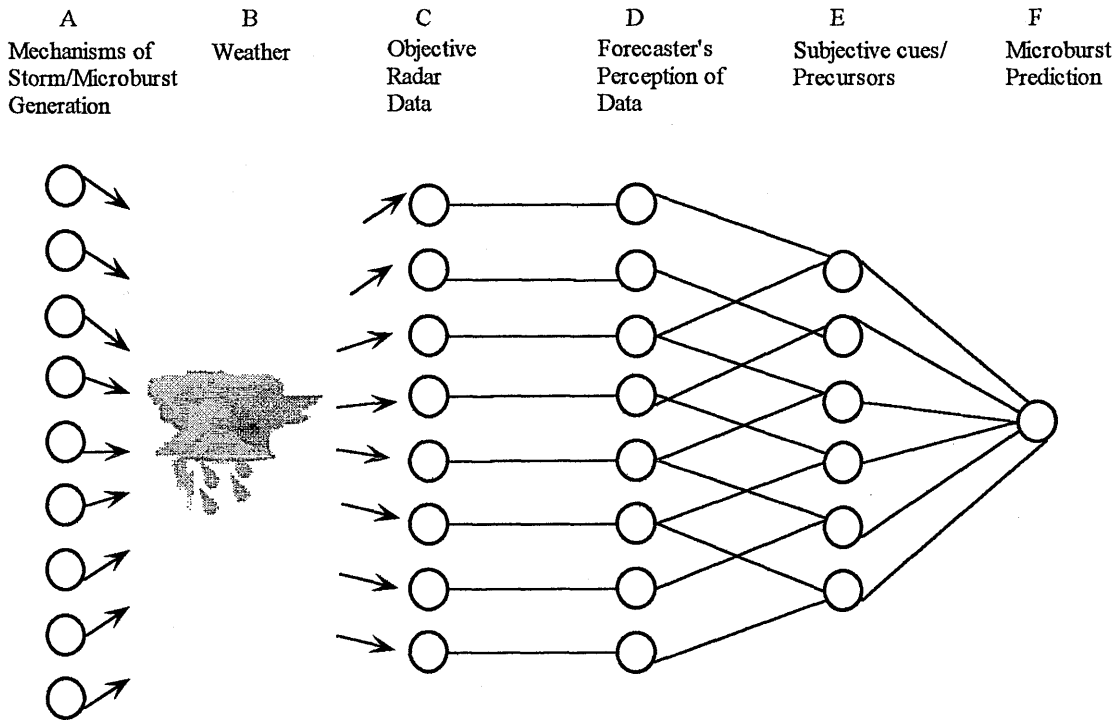 A B C D E F
Mechanisms of
Storm/Microburst
Generation
Weather
Objective
Radar
Data
Forecaster's
Perception of
Data
Subjective cues/
Precursors
Microburst
Prediction